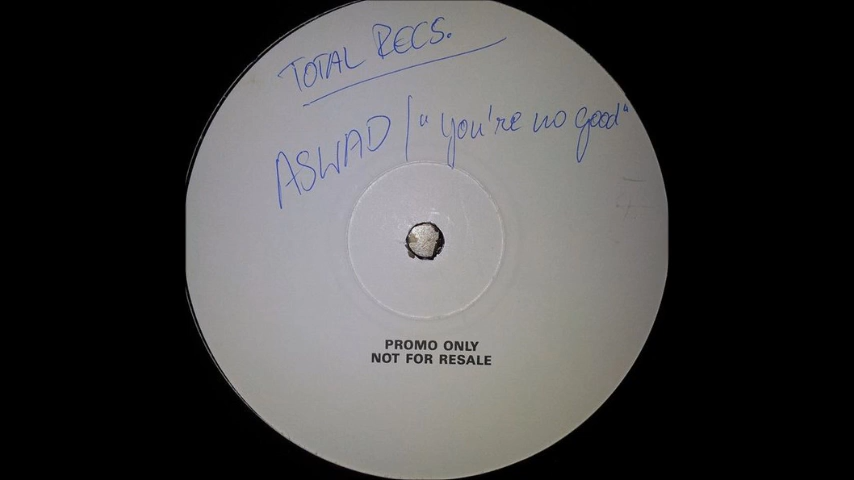 TOTAL RECS.
ASWAD / "you're no good"
PROMO ONLY
NOT FOR RESALE